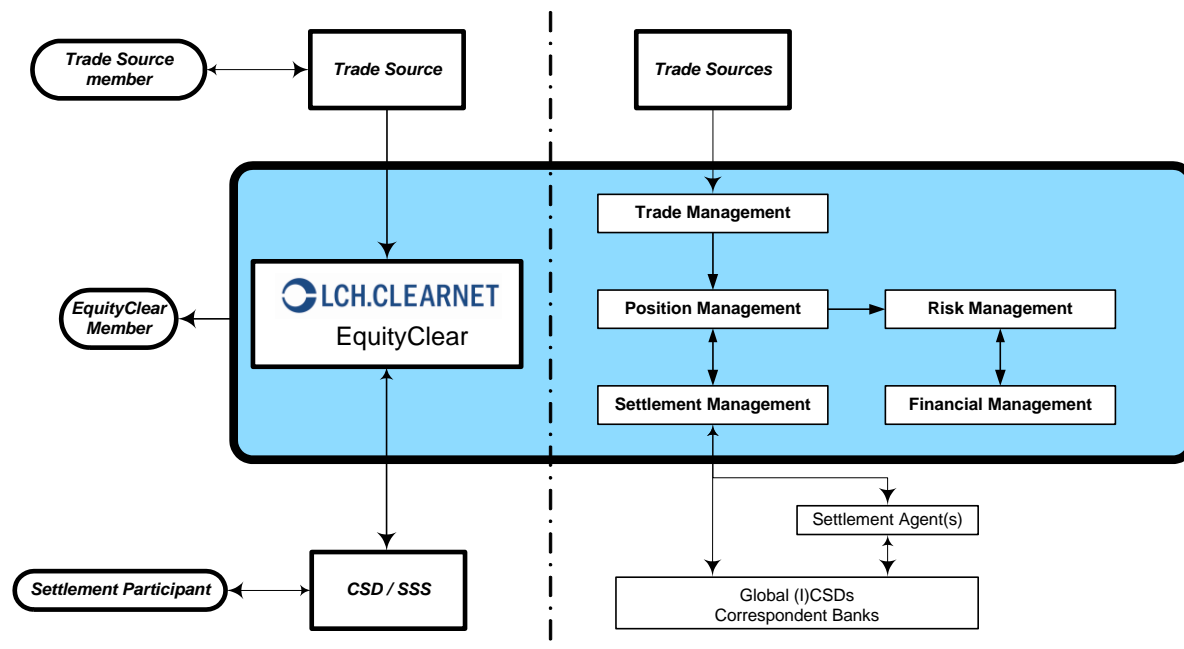 Trade Source
member
Trade Source
Trade Sources
Trade Management
LCH.CLEARNET
EquityClear
EquityClear
Member
Position Management
Risk Management
Settlement Management
Financial Management
Settlement Agent(s)
Settlement Participant
CSD / SSS
Global (I)CSDs
Correspondent Banks